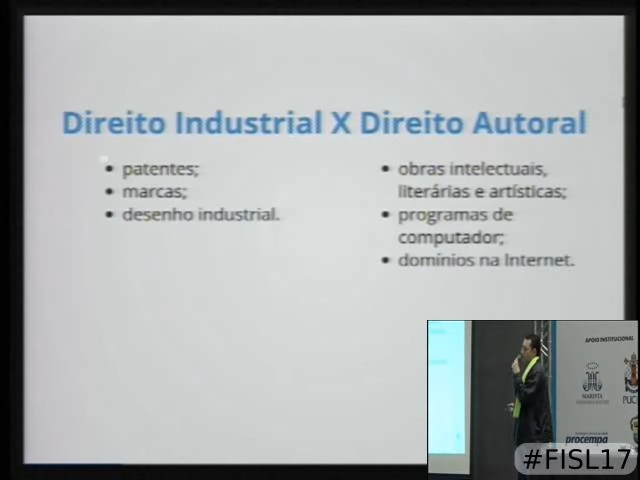 Direito Industrial X Direito Autoral
• patentes;
• marcas;
• desenho industrial.
• obras intelectuais,
literárias e artísticas;
• programas de
computador;
• domínios na Internet.
APOIO INSTITUCIONAL
MARISTA
PUC
procempa
#FISL17